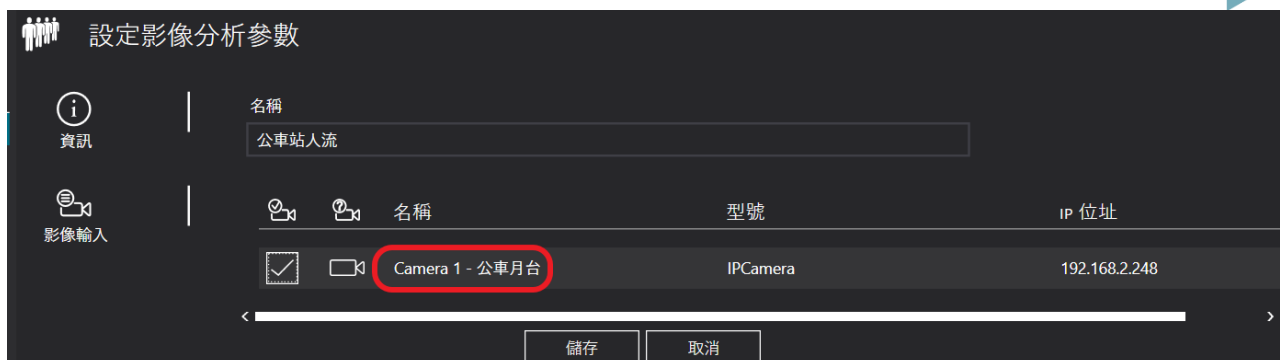 設定影像分析參數
資訊
名稱
公車站人流
影像輸入
名稱 型號 IP 位址
Camera 1 - 公車月台 IPCamera 192.168.2.248
儲存 取消